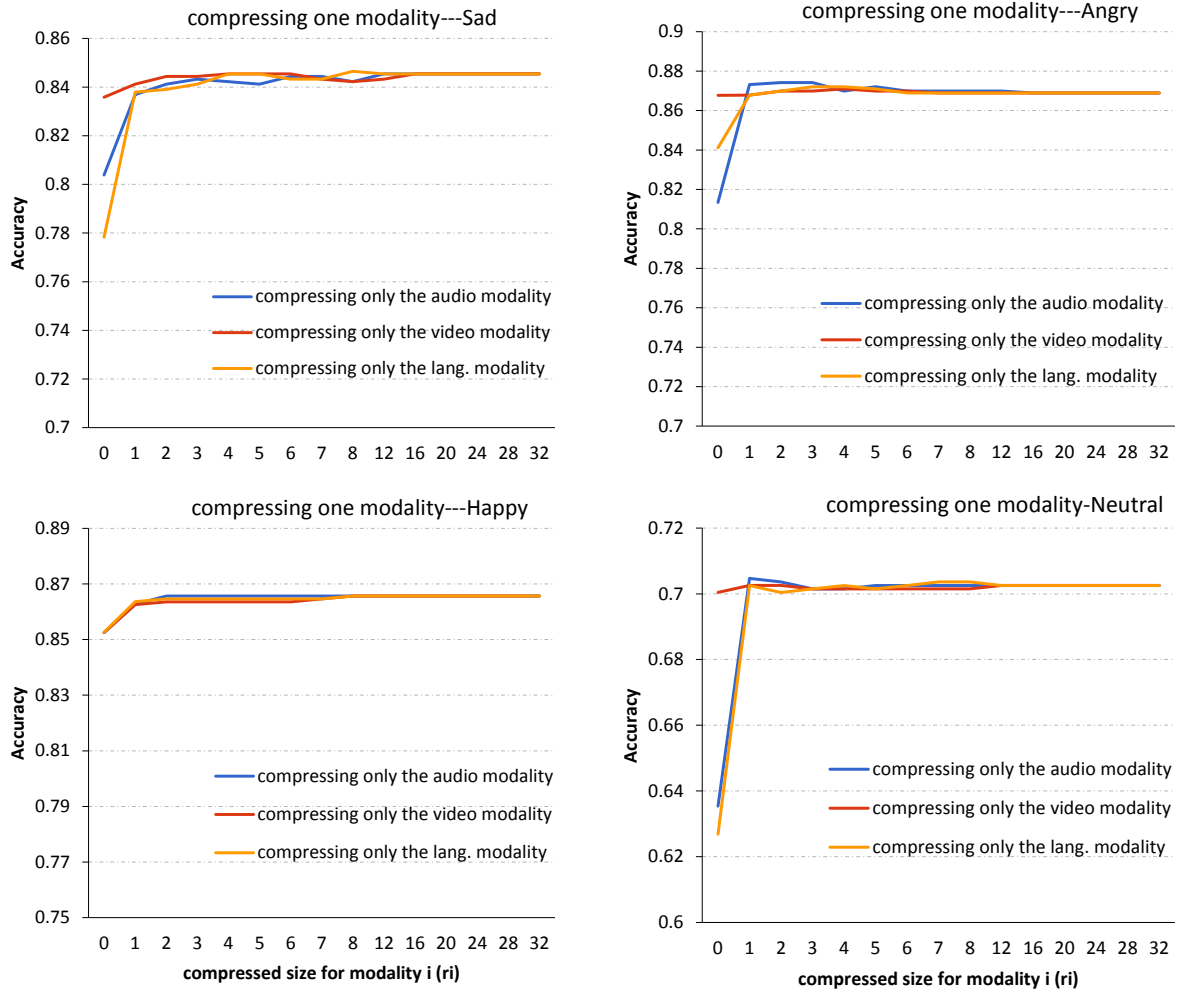 compressing one modality---Sad
0.86
0.84
0.82
0.8
0.78
0.76
0.74
0.72
0.7
Accuracy
compressing only the audio modality
compressing only the video modality
compressing only the lang. modality
0 1 2 3 4 5 6 7 8 12 16 20 24 28 32
compressing one modality---Angry
0.9
0.88
0.86
0.84
0.82
0.8
0.78
0.76
0.74
0.72
0.7
Accuracy
compressing only the audio modality
compressing only the video modality
compressing only the lang. modality
0 1 2 3 4 5 6 7 8 12 16 20 24 28 32
compressing one modality---Happy
0.89
0.87
0.85
0.83
0.81
0.79
0.77
0.75
Accuracy
compressing only the audio modality
compressing only the video modality
compressing only the lang. modality
0 1 2 3 4 5 6 7 8 12 16 20 24 28 32
compressed size for modality i (ri)
compressing one modality-Neutral
0.72
0.7
0.68
0.66
0.64
0.62
0.6
Accuracy
compressing only the audio modality
compressing only the video modality
compressing only the lang. modality
0 1 2 3 4 5 6 7 8 12 16 20 24 28 32
compressed size for modality i (ri)